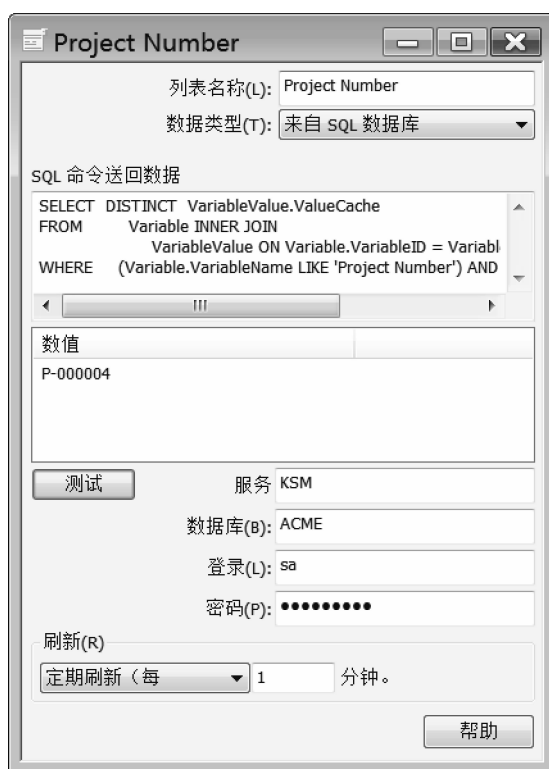 Project Number
列表名称(L): Project Number
数据类型(T): 来自 SQL 数据库
SQL 命令送回数据
SELECT DISTINCT VariableValue.ValueCache
FROM Variable INNER JOIN
VariableValue ON Variable.VariableID = Variabl
WHERE (Variable.VariableName LIKE 'Project Number') AND
数值
P-000004
测试 服务 KSM
数据库(B): ACME
登录(L): sa
密码(P): ●●●●●●●●●
刷新(R)
定期刷新（每 1 分钟。
帮助